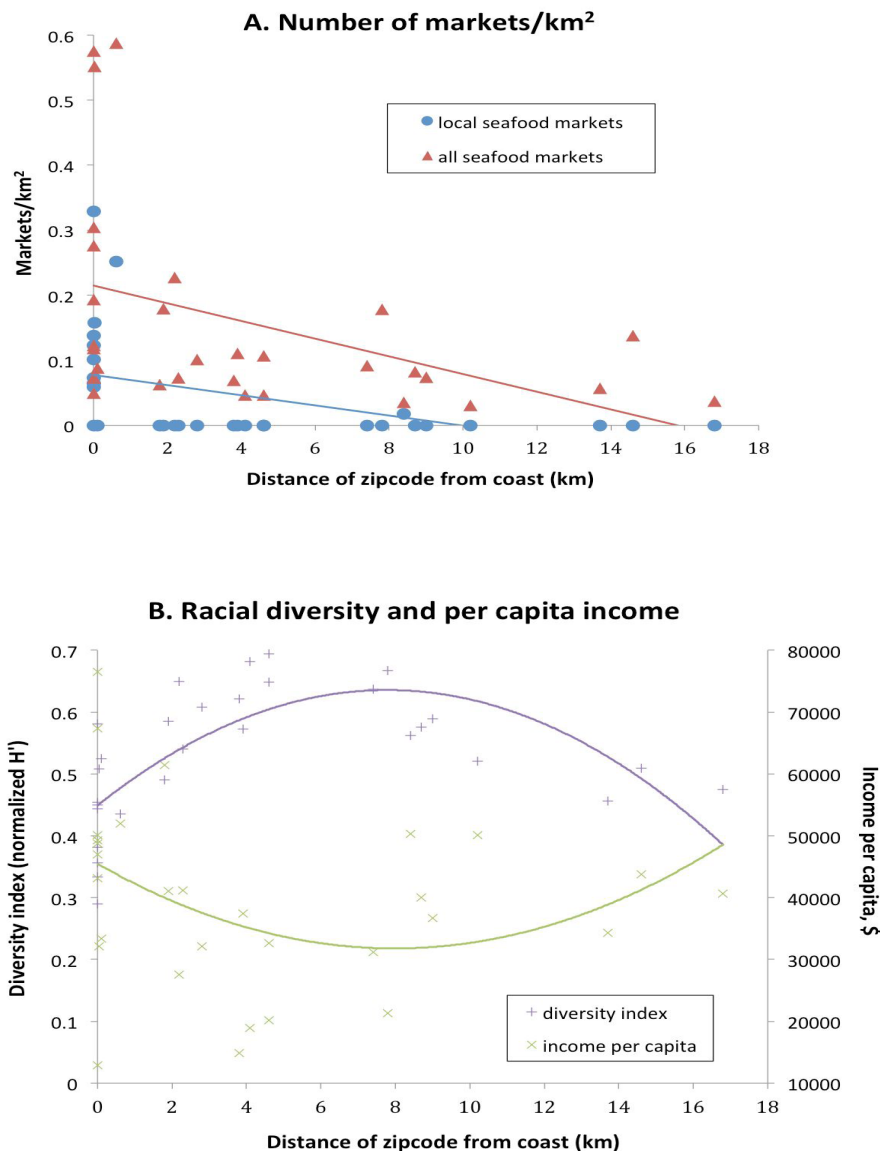 A. Number of markets/km²
0.6
0.5
0.4
0.3
0.2
0.1
0
Markets/km²
local seafood markets
all seafood markets
0 2 4 6 8 10 12 14 16 18
Distance of zipcode from coast (km)
B. Racial diversity and per capita income
0.7 80000
0.6 70000
0.5 60000
0.4 50000
0.3 40000
0.2 30000
0.1 20000
0 10000
Diversity index (normalized H')
Income per capita, $
diversity index
income per capita
0 2 4 6 8 10 12 14 16 18
Distance of zipcode from coast (km)